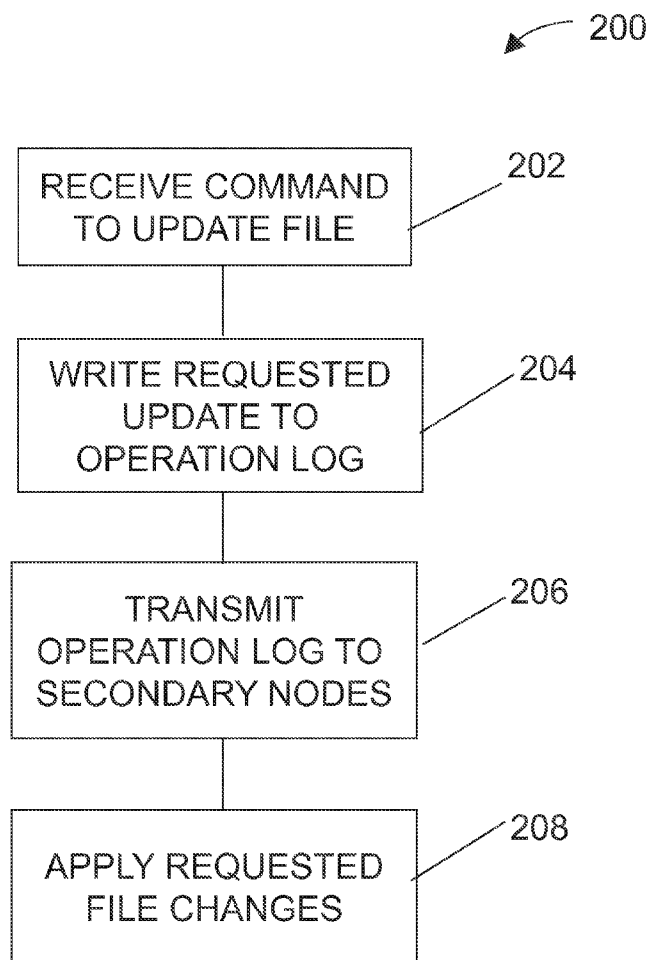 200
RECEIVE COMMAND
TO UPDATE FILE
202
WRITE REQUESTED
UPDATE TO
OPERATION LOG
204
TRANSMIT
OPERATION LOG TO
SECONDARY NODES
206
APPLY REQUESTED
FILE CHANGES
208